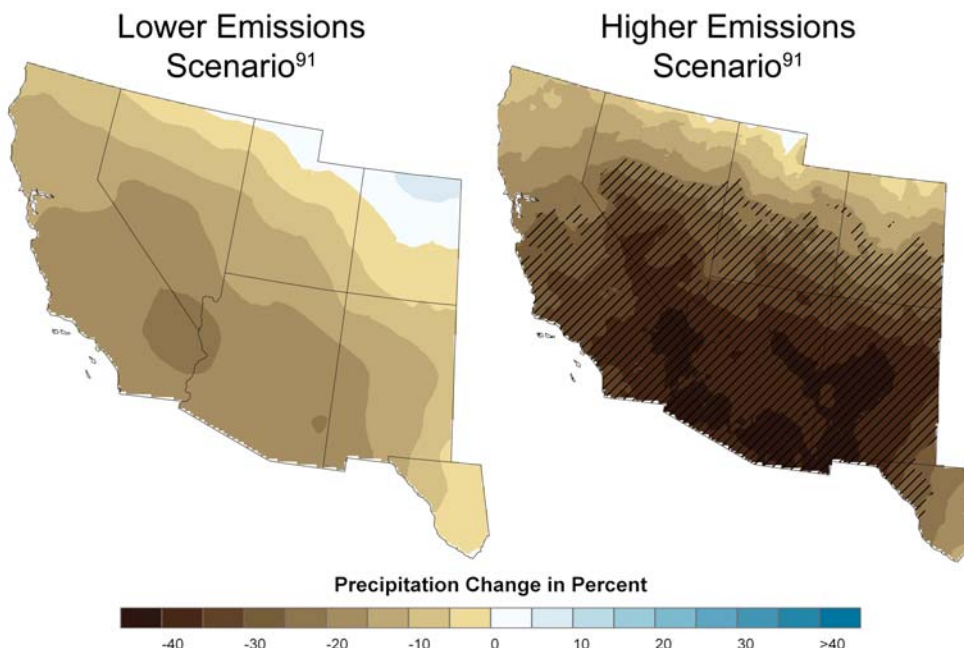 Lower Emissions
Scenario91
Higher Emissions
Scenario91
Precipitation Change in Percent
-40 -30 -20 -10 0 10 20 30 >40